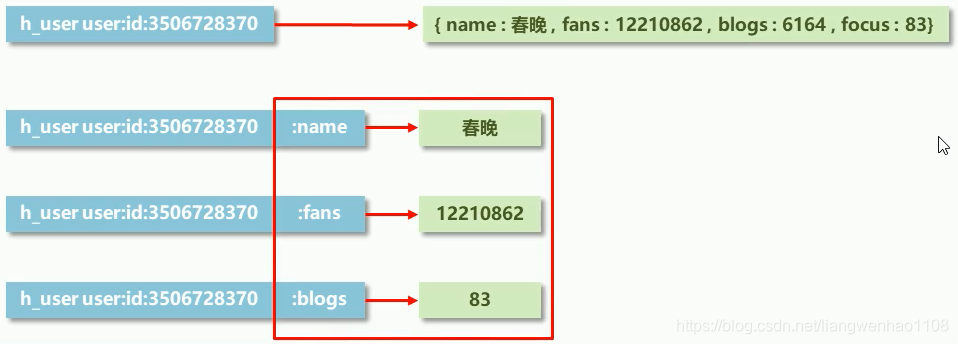 h_user user:id:3506728370 { name : 春晚 , fans : 12210862 , blogs : 6164 , focus : 83}
h_user user:id:3506728370 :name 春晚
h_user user:id:3506728370 :fans 12210862
h_user user:id:3506728370 :blogs 83
https://blog.csdn.net/liangwenhao1108